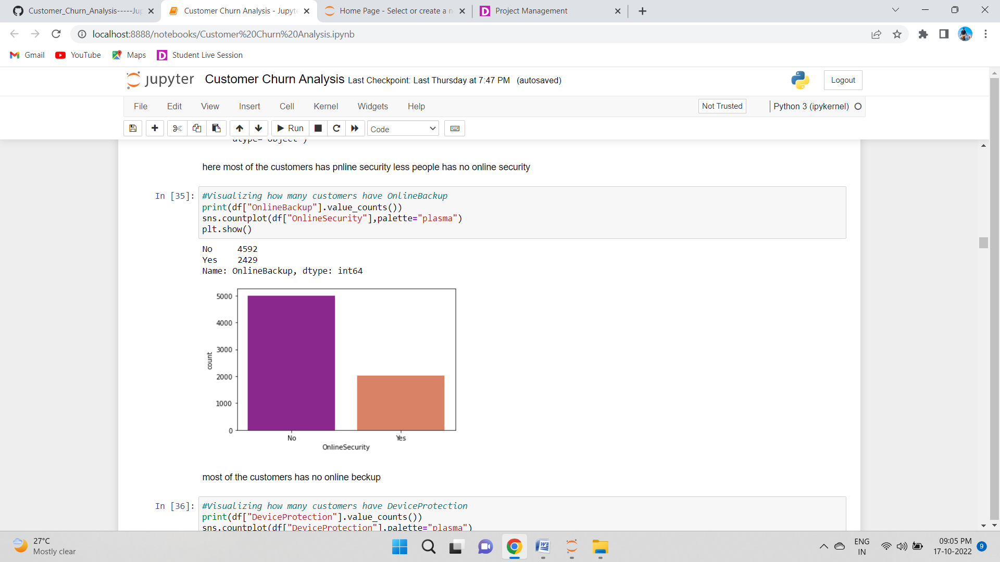 Customer_Churn_Analysis-----Jup
Customer Churn Analysis - Jupyte
Home Page - Select or create a n
D Project Management
localhost:8888/notebooks/Customer%20Churn%20Analysis.ipynb
Gmail YouTube Maps D Student Live Session
jupyter Customer Churn Analysis Last Checkpoint: Last Thursday at 7:47 PM (autosaved) Logout
File Edit View Insert Cell Kernel Widgets Help Not Trusted Python 3 (ipykernel)
Run Code
dtype='object')
here most of the customers has pnline security less people has no online security
In [35]: #Visualizing how many customers have OnlineBackup
print(df["OnlineBackup"].value_counts())
sns.countplot(df["OnlineSecurity"],palette="plasma")
plt.show()
No 4592
Yes 2429
Name: OnlineBackup, dtype: int64
5000
4000
3000
2000
1000
0
count
No Yes
OnlineSecurity
most of the customers has no online beckup
In [36]: #Visualizing how many customers have DeviceProtection
print(df["DeviceProtection"].value_counts())
sns.countplot(df["DeviceProtection"],palette="plasma")
27°C
Mostly clear
ENG
IN
09:05 PM
17-10-2022
9